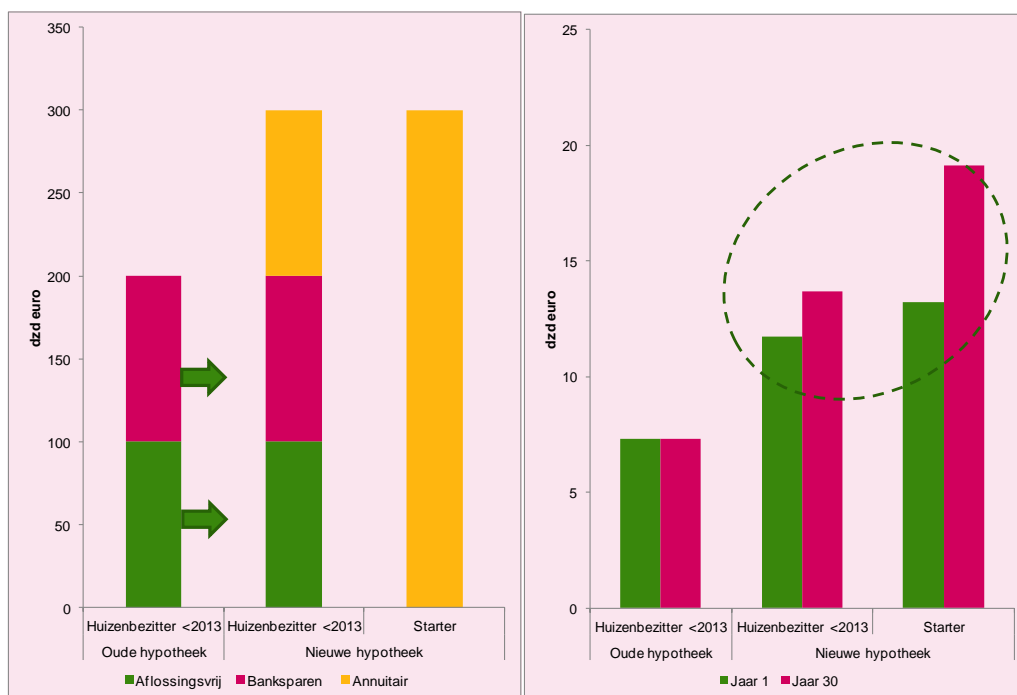 350
300
250
200
150
100
50
0
dzd euro
Huizenbezitter <2013 Huizenbezitter <2013 Starter
Oude hypotheek Nieuwe hypotheek
Aflossingsvrij Banksparen Annuitair
25
20
15
10
5
0
dzd euro
Huizenbezitter <2013 Huizenbezitter <2013 Starter
Oude hypotheek Nieuwe hypotheek
Jaar 1 Jaar 30